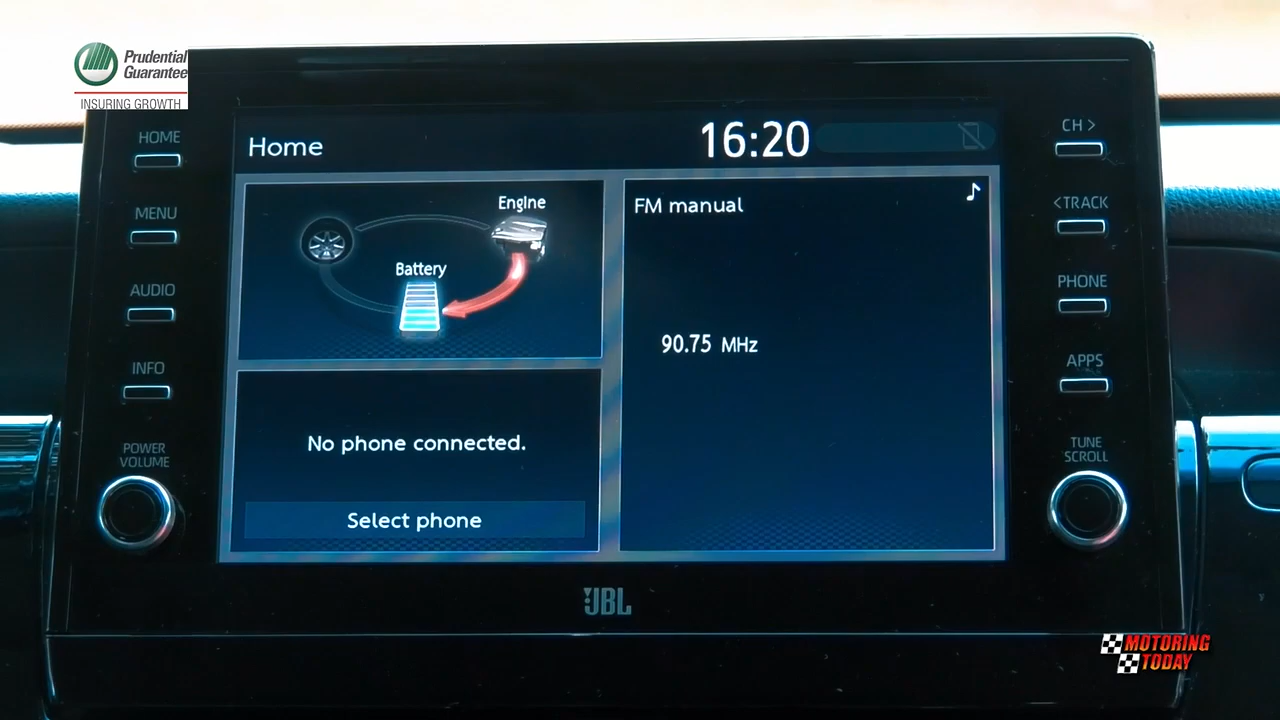 Prudential
Guarantee
INSURING GROWTH
HOME
MENU
AUDIO
INFO
POWER
VOLUME
Home
16:20
Engine
Battery
No phone connected.
Select phone
FM manual
90.75 MHz
CH >
<TRACK
PHONE
APPS
TUNE
SCROLL
JBL
MOTORING
TODAY